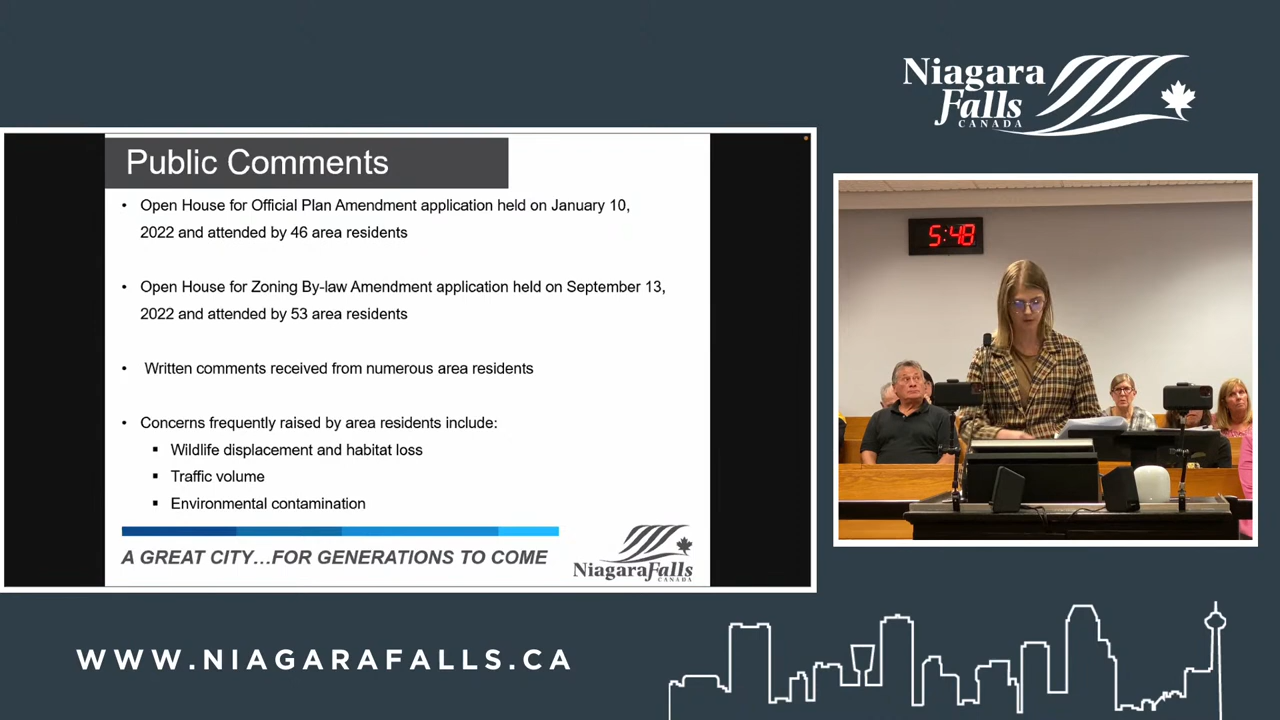 Niagara
Falls
CANADA
Public Comments
• Open House for Official Plan Amendment application held on January 10,
2022 and attended by 46 area residents
• Open House for Zoning By-law Amendment application held on September 13,
2022 and attended by 53 area residents
• Written comments received from numerous area residents
• Concerns frequently raised by area residents include:
▪ Wildlife displacement and habitat loss
▪ Traffic volume
▪ Environmental contamination
A GREAT CITY...FOR GENERATIONS TO COME
NiagaraFalls
CANADA
5:48
WWW.NIAGARAFALLS.CA